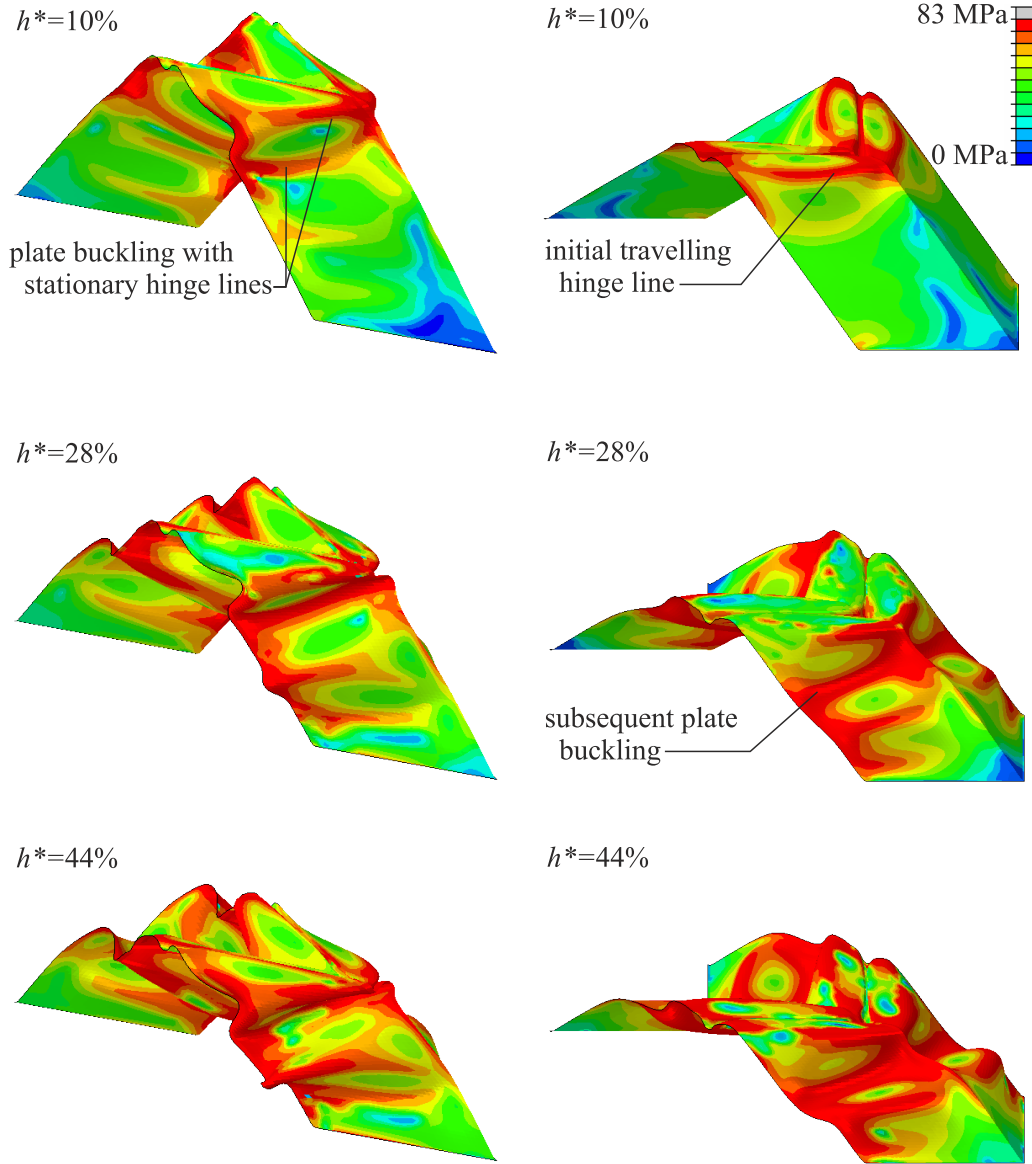 h*=10%
83 MPa
0 MPa
plate buckling with
stationary hinge lines
initial travelling
hinge line
h*=28%
h*=28%
subsequent plate
buckling
h*=44%
h*=44%